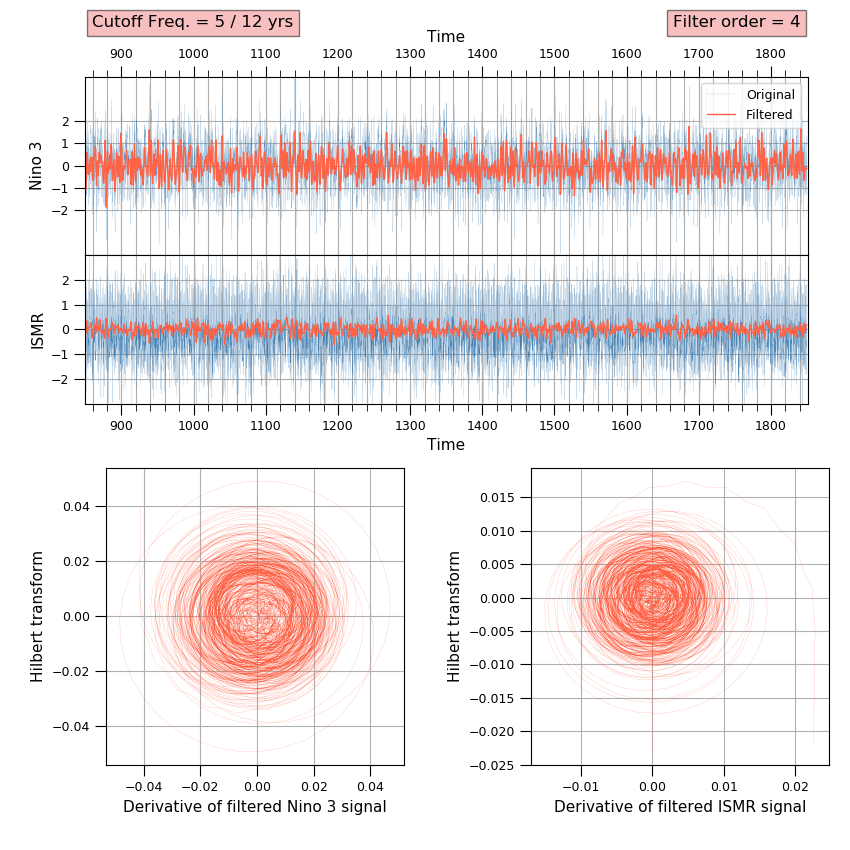 Cutoff Freq. = 5 / 12 yrs
Filter order = 4
Time
900 1000 1100 1200 1300 1400 1500 1600 1700 1800
Original
Filtered
Nino 3
2
1
0
−1
−2
ISMR
2
1
0
−1
−2
900 1000 1100 1200 1300 1400 1500 1600 1700 1800
Time
Hilbert transform
0.04
0.02
0.00
−0.02
−0.04
−0.04 −0.02 0.00 0.02 0.04
Derivative of filtered Nino 3 signal
Hilbert transform
0.015
0.010
0.005
0.000
−0.005
−0.010
−0.015
−0.020
−0.025
−0.01 0.00 0.01 0.02
Derivative of filtered ISMR signal